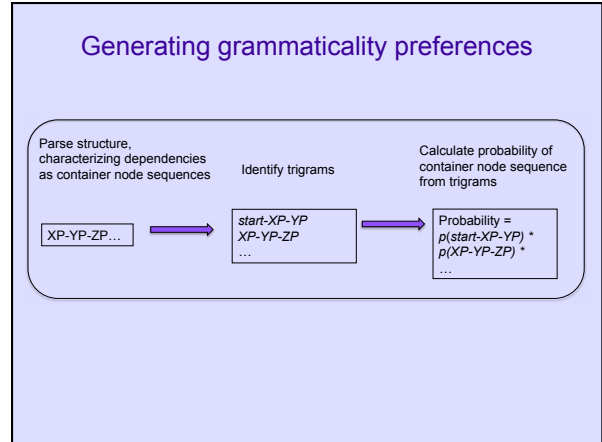 Generating grammaticality preferences
Parse structure,
characterizing dependencies
as container node sequences
XP-YP-ZP…
Identify trigrams
start-XP-YP
XP-YP-ZP
…
Calculate probability of
container node sequence
from trigrams
Probability =
p(start-XP-YP) *
p(XP-YP-ZP) *
…